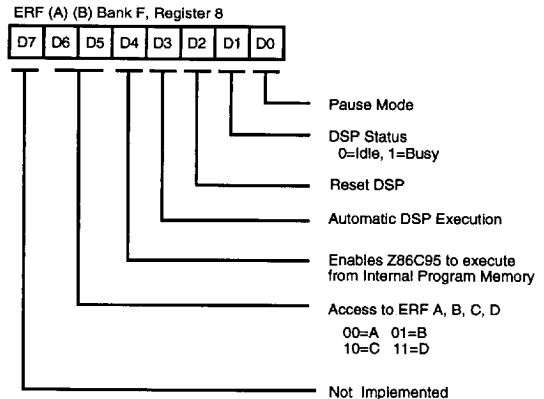 ERF (A) (B) Bank F, Register 8
D7 D6 D5 D4 D3 D2 D1 D0
Pause Mode
DSP Status
0=Idle, 1=Busy
Reset DSP
Automatic DSP Execution
Enables Z86C95 to execute
from Internal Program Memory
Access to ERF A, B, C, D
00=A 01=B
10=C 11=D
Not Implemented